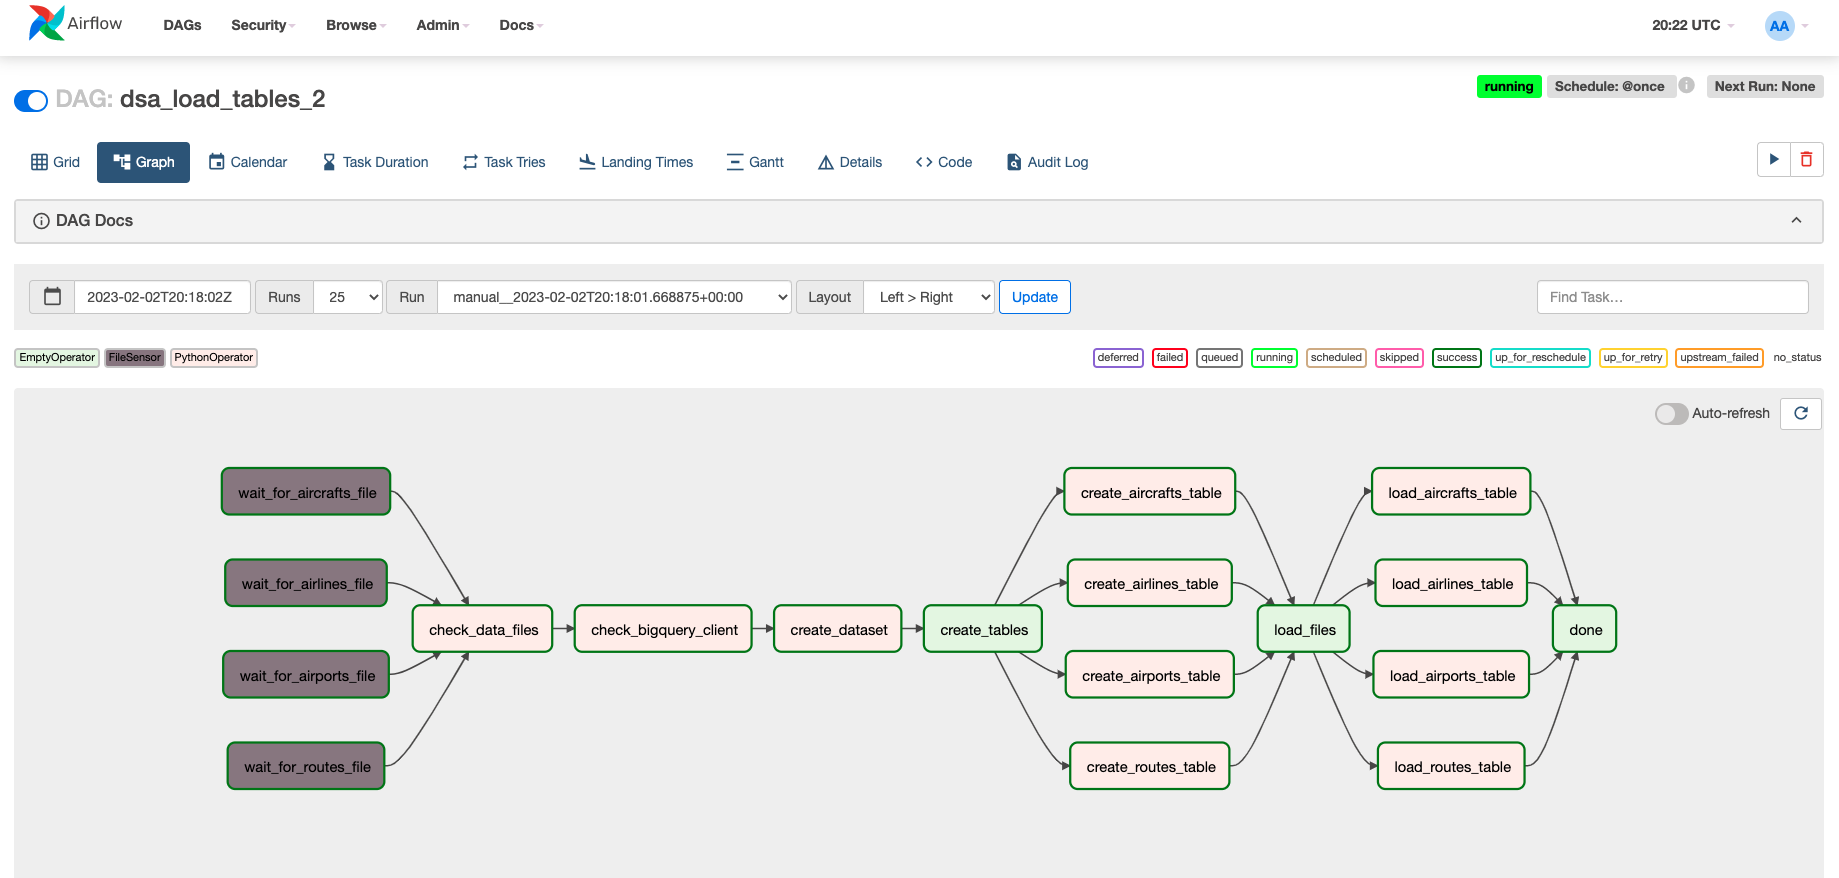 Airflow DAGs Security Browse Admin Docs 20:22 UTC AA
running Schedule: @once Next Run: None
DAG: dsa_load_tables_2
Grid Graph Calendar Task Duration Task Tries Landing Times Gantt Details Code Audit Log
DAG Docs
2023-02-02T20:18:02Z Runs 25 Run manual__2023-02-02T20:18:01.668875+00:00 Layout Left > Right Update Find Task...
EmptyOperator FileSensor PythonOperator deferred failed queued running scheduled skipped success up_for_reschedule up_for_retry upstream_failed no_status
Auto-refresh
wait_for_aircrafts_file create_aircrafts_table load_aircrafts_table
wait_for_airlines_file create_airlines_table load_airlines_table
check_data_files check_bigquery_client create_dataset create_tables load_files done
wait_for_airports_file create_airports_table load_airports_table
wait_for_routes_file create_routes_table load_routes_table